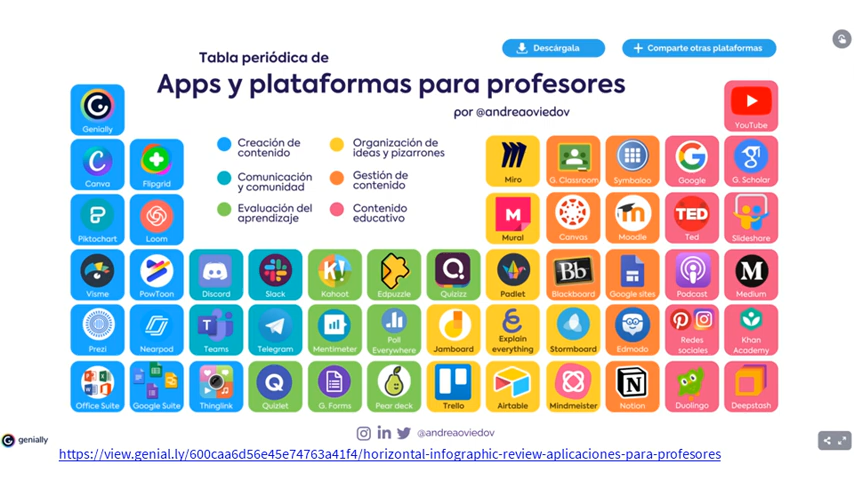 Descárgala
Comparte otras plataformas
Tabla periódica de
Apps y plataformas para profesores
por @andreaoviedov
Genially
YouTube
Creación de
contenido
Comunicación
y comunidad
Evaluación del
aprendizaje
Organización de
ideas y pizarrones
Gestión de
contenido
Contenido
educativo
Canva
Flipgrid
Miro
G. Classroom
Symbaloo
Google
G. Scholar
Piktochart
Loom
Mural
Canvas
Moodle
TED
Ted
Slideshare
Visme
PowToon
Discord
Slack
K!
Kahoot
Edpuzzle
Quizizz
Padlet
Bb
Blackboard
Google sites
Podcast
Medium
Prezi
Nearpod
Teams
Telegram
Mentimeter
Poll
Everywhere
Jamboard
Explain
everything
Stormboard
Edmodo
Redes
sociales
Khan
Academy
Office Suite
Google Suite
Thinglink
Quizlet
G. Forms
Pear deck
Trello
Airtable
Mindmeister
Notion
Duolingo
Deepstash
@andreaoviedov
genially
https://view.genial.ly/600caa6d56e45e74763a41f4/horizontal-infographic-review-aplicaciones-para-profesores